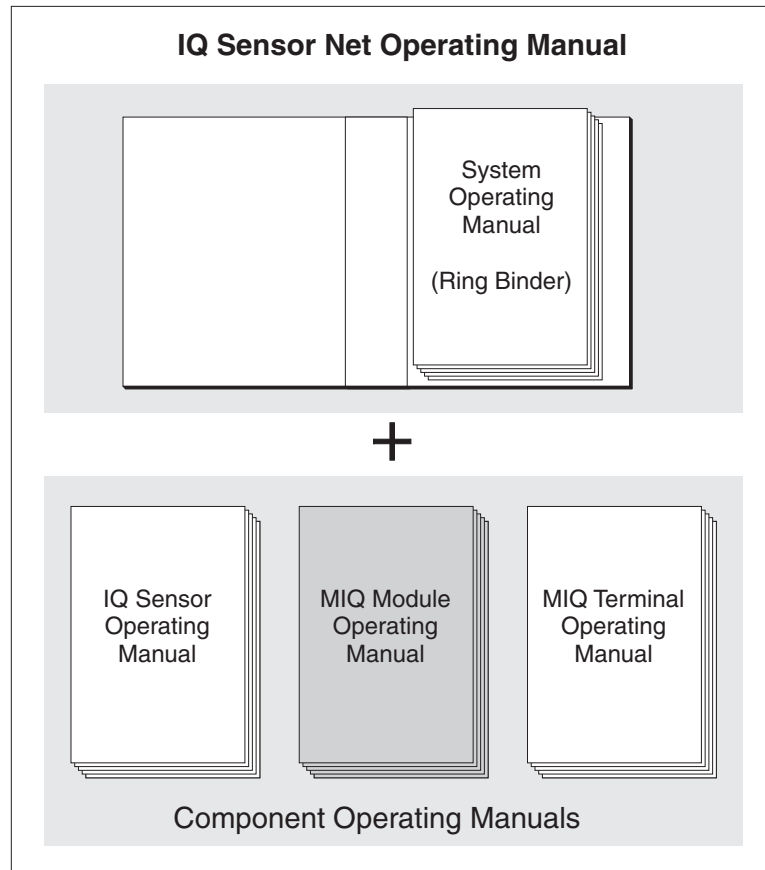 IQ Sensor Net Operating Manual
System
Operating
Manual
(Ring Binder)
+
IQ Sensor
Operating
Manual
MIQ Module
Operating
Manual
MIQ Terminal
Operating
Manual
Component Operating Manuals